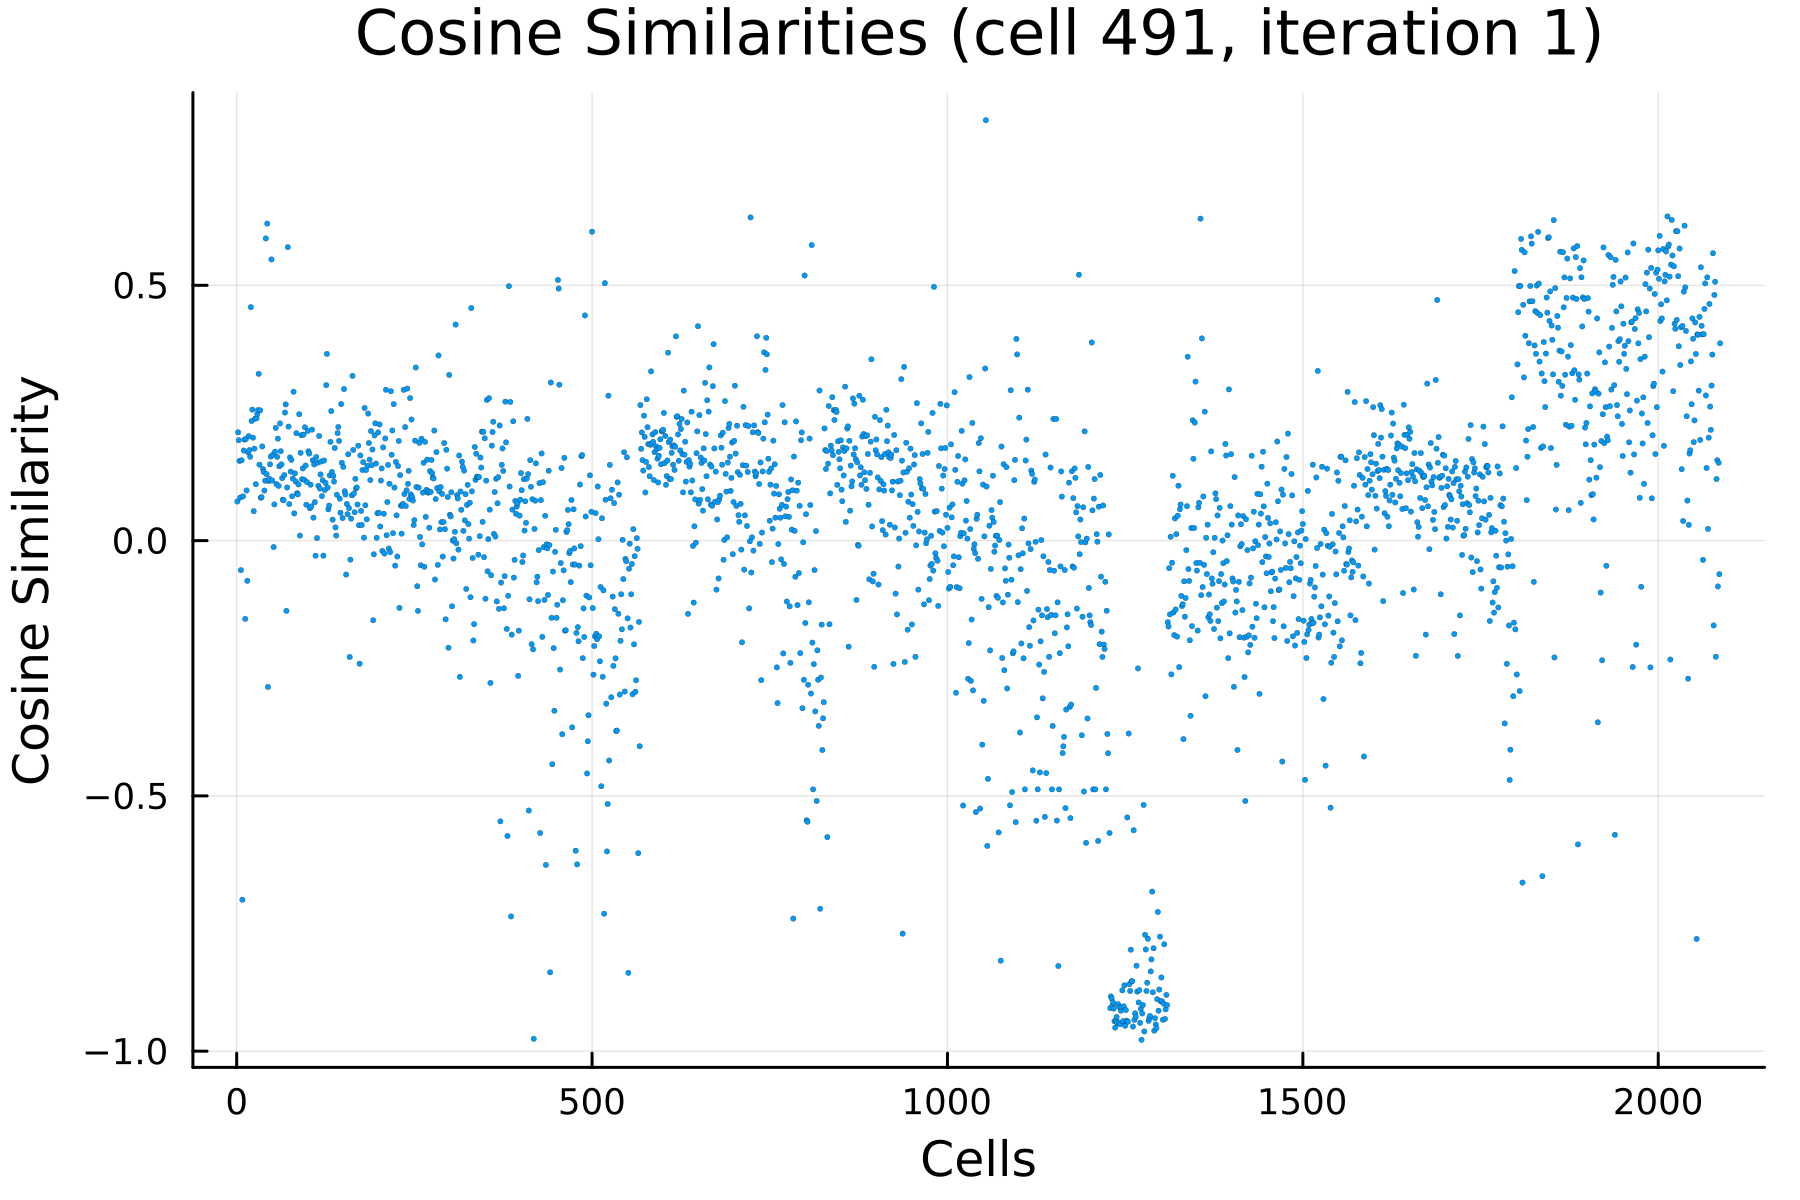 Cosine Similarities (cell 491, iteration 1)
Cosine Similarity
0.5
0.0
−0.5
−1.0
0 500 1000 1500 2000
Cells